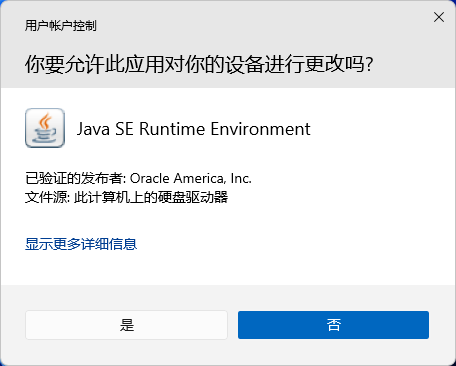 用户帐户控制
你要允许此应用对你的设备进行更改吗?
Java SE Runtime Environment
已验证的发布者: Oracle America, Inc.
文件源: 此计算机上的硬盘驱动器
显示更多详细信息
是
否